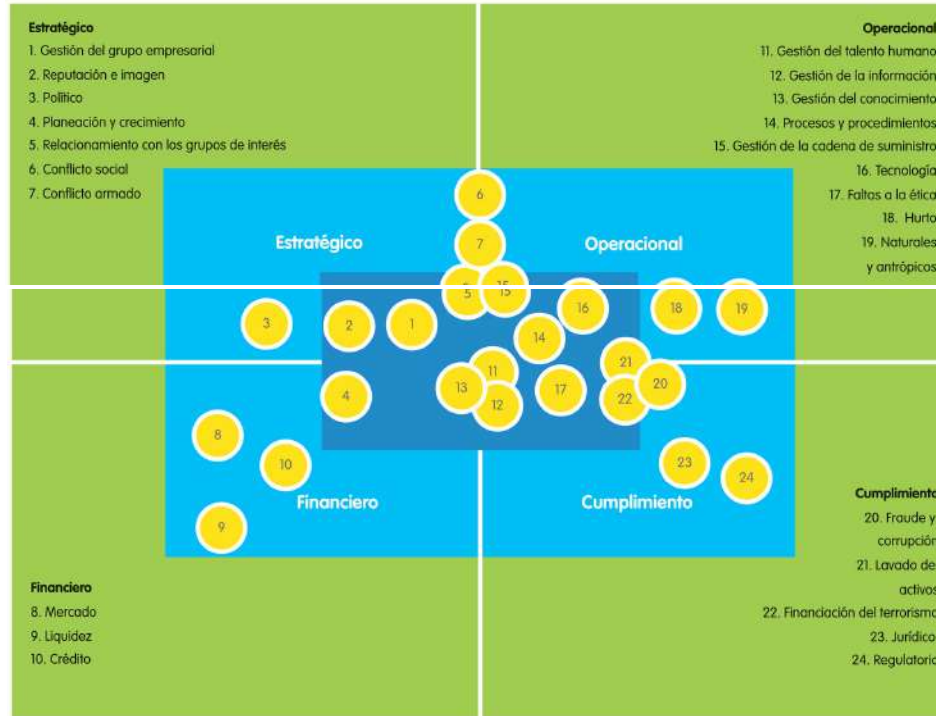 Estratégico
1. Gestión del grupo empresarial
2. Reputación e imagen
3. Político
4. Planeación y crecimiento
5. Relacionamiento con los grupos de interés
6. Conflicto social
7. Conflicto armado
Operacional
11. Gestión del talento humano
12. Gestión de la información
13. Gestión del conocimiento
14. Procesos y procedimientos
15. Gestión de la cadena de suministro
16. Tecnología
17. Faltas a la ética
18. Hurto
19. Naturales
y antrópicos
Estratégico
Operacional
6
7
5
15
3
2
1
16
18
19
14
21
11
20
13
17
4
12
22
8
10
23
24
9
Financiero
Cumplimiento
Financiero
8. Mercado
9. Liquidez
10. Crédito
Cumplimiento
20. Fraude y
corrupción
21. Lavado de
activos
22. Financiación del terrorismo
23. Jurídico
24. Regulatorio